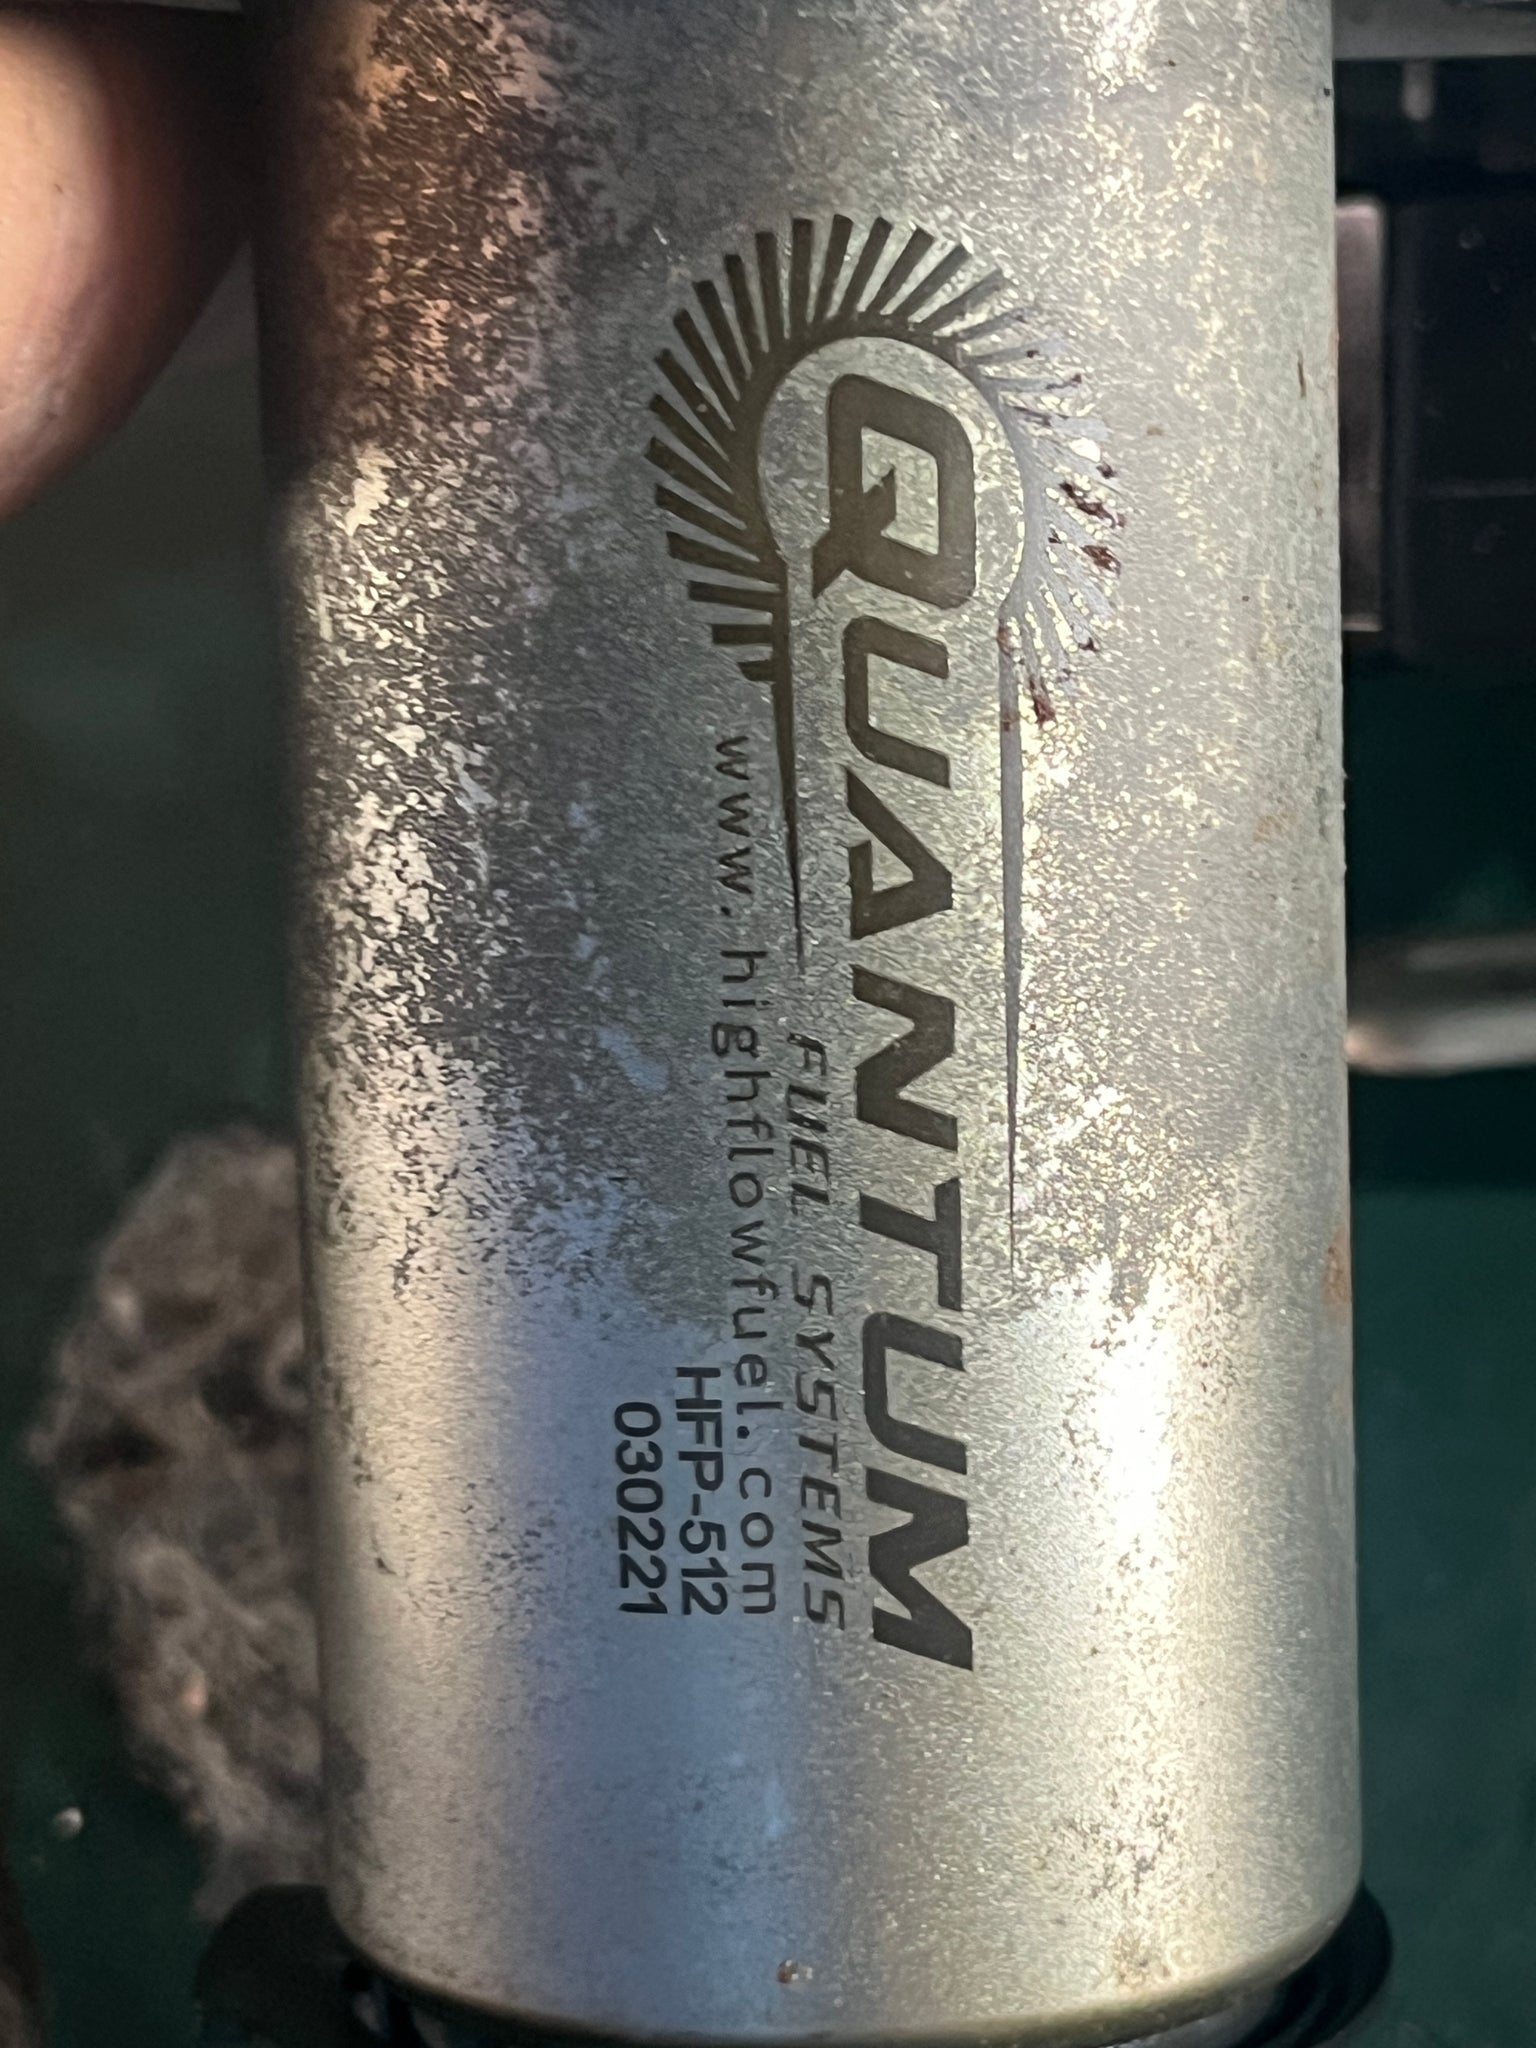 QUANTUM
FUEL SYSTEMS
www.highflowfuel.com
HFP-512
030221